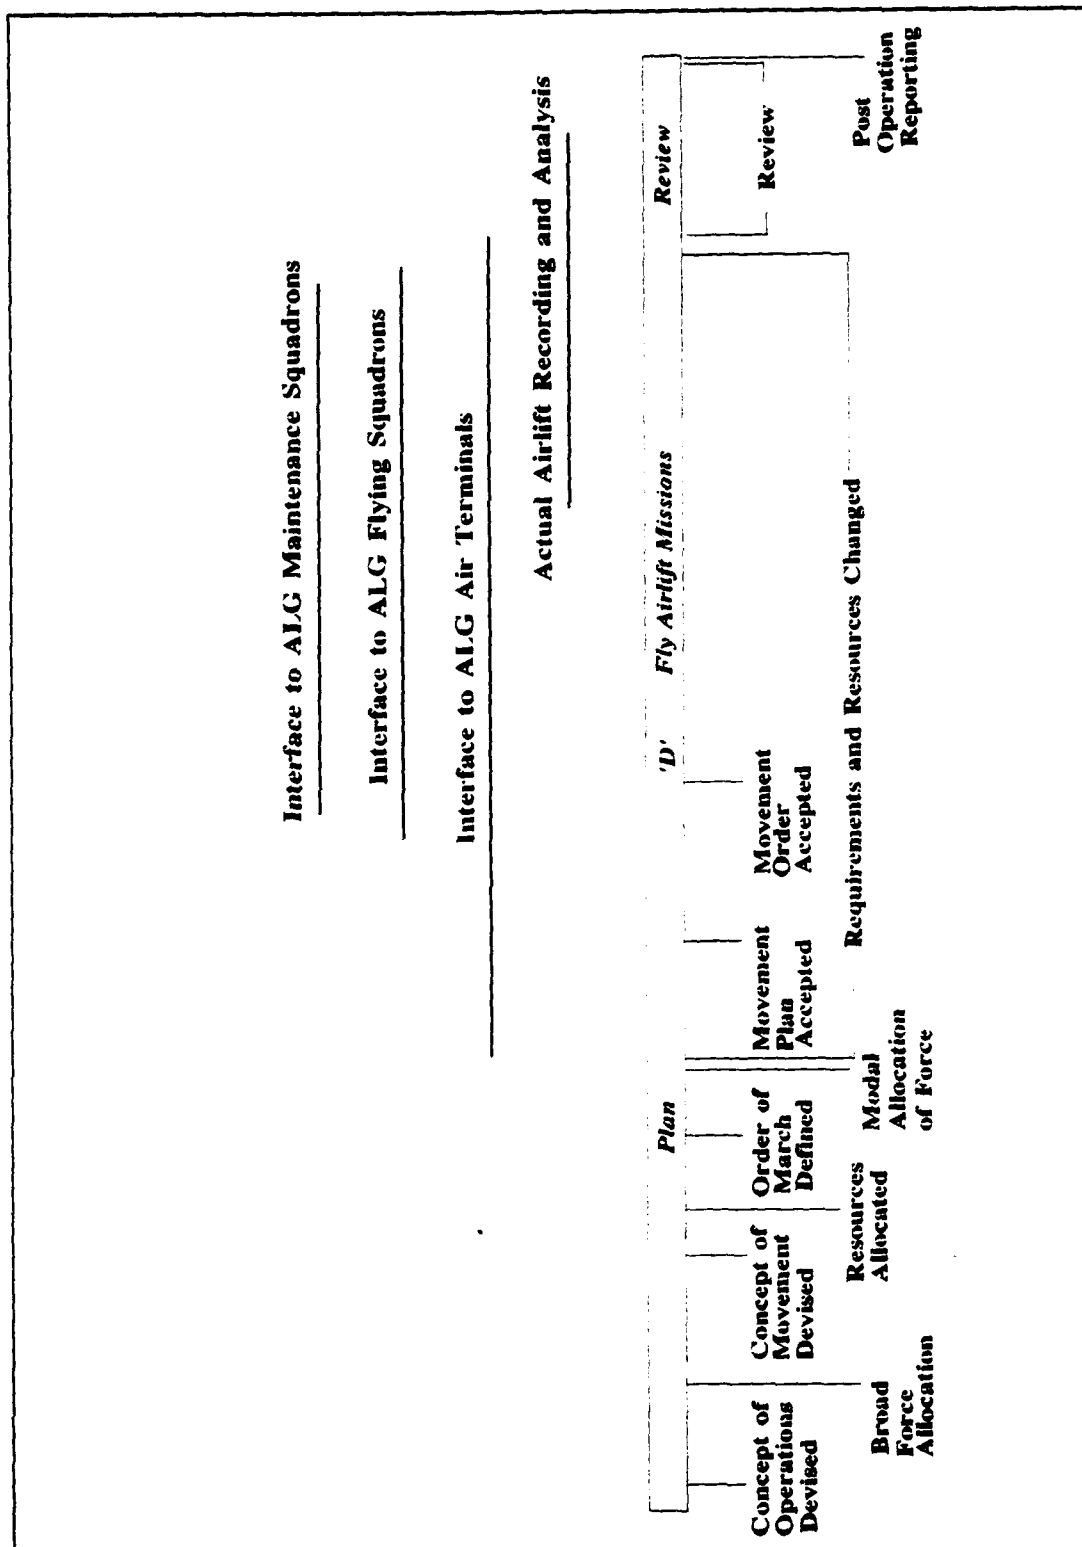 Interface to ALG Maintenance Squadrons
Interface to ALG Flying Squadrons
Interface to ALG Air Terminals
Actual Airlift Recording and Analysis
Plan
'D'
Fly Airlift Missions
Review
Concept of
Operations
Devised
Concept of
Movement
Devised
Order of
March
Defined
Movement
Plan
Accepted
Movement
Order
Accepted
Review
Broad
Force
Allocation
Resources
Allocated
Modal
Allocation
of Force
Requirements and Resources Changed
Post
Operation
Reporting